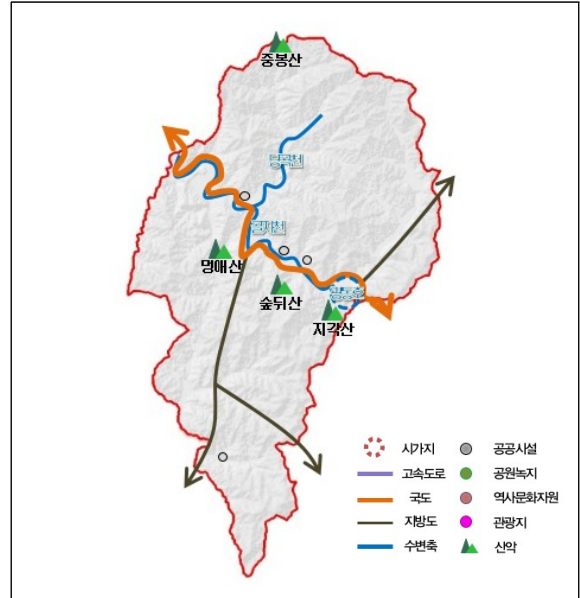 중봉산
멍애산
숲뒤산
지각산
시가지
공공시설
고속도로
공원녹지
국도
역사문화자원
지방도
관광지
수변축
산악